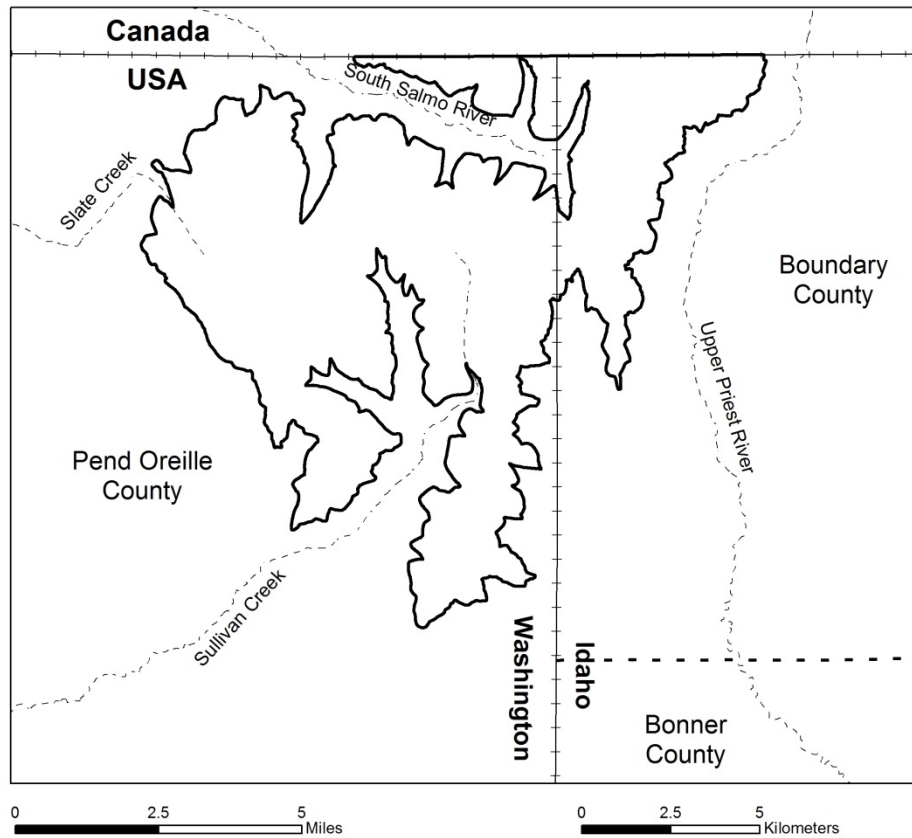 Canada
USA
South Salmo River
Slate Creek
Boundary
County
Upper Priest River
Pend Oreille
County
Sullivan Creek
Washington
Idaho
Bonner
County
0 2.5 5
Miles
0 2.5 5
Kilometers